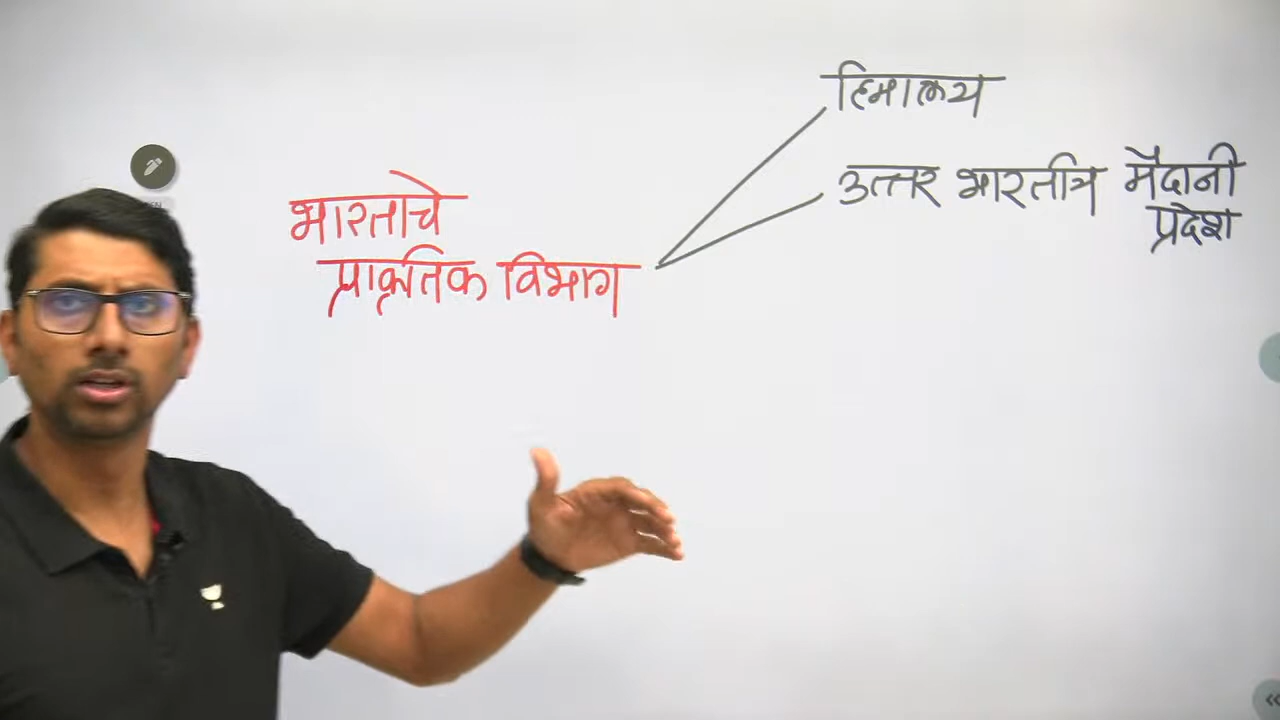 हिमालय
उत्तर भारतीय मैदानी
प्रदेश
भारताचे
प्राकृतिक विभाग